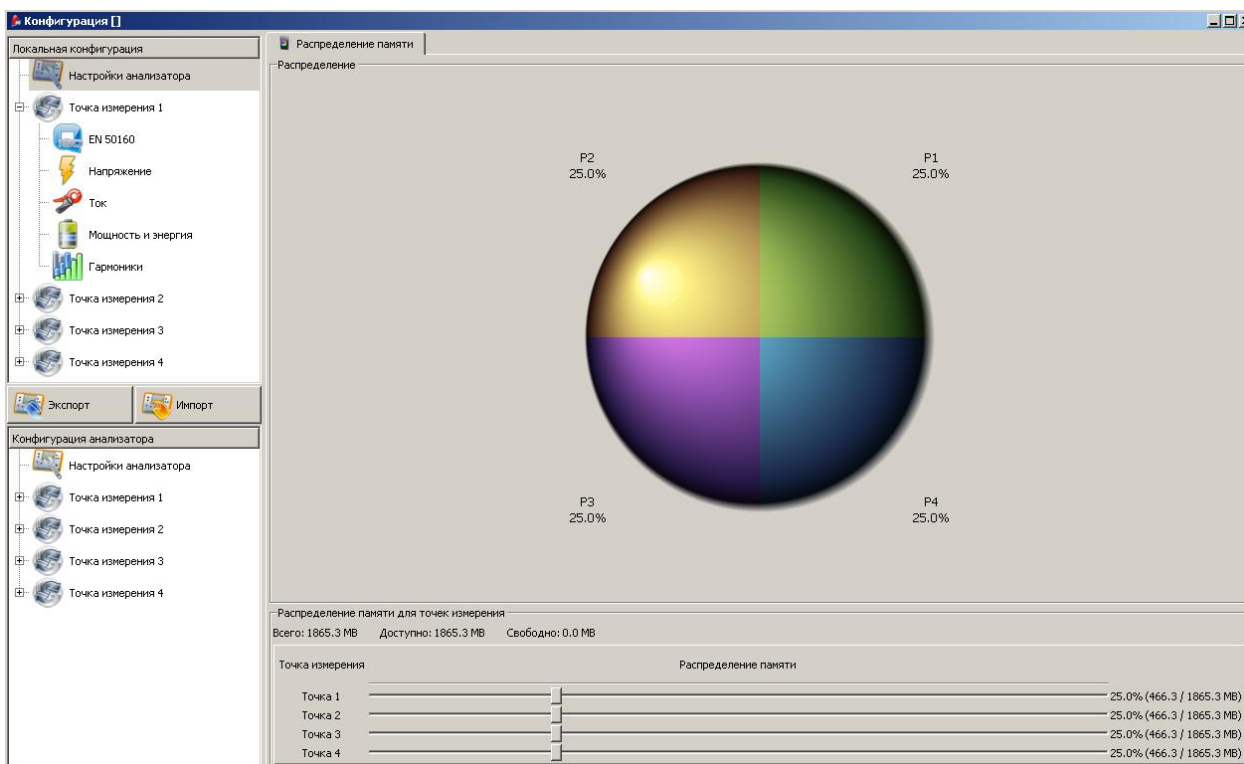 Конфигурация []
Локальная конфигурация
Настройки анализатора
Точка измерения 1
EN 50160
Напряжение
Ток
Мощность и энергия
Гармоники
Точка измерения 2
Точка измерения 3
Точка измерения 4
Экспорт
Импорт
Конфигурация анализатора
Настройки анализатора
Точка измерения 1
Точка измерения 2
Точка измерения 3
Точка измерения 4
Распределение памяти
Распределение
P2
25.0%
P1
25.0%
P3
25.0%
P4
25.0%
Распределение памяти для точек измерения
Всего: 1865.3 MB Доступно: 1865.3 MB Свободно: 0.0 MB
Точка измерения Распределение памяти
Точка 1 25.0% (466.3 / 1865.3 MB)
Точка 2 25.0% (466.3 / 1865.3 MB)
Точка 3 25.0% (466.3 / 1865.3 MB)
Точка 4 25.0% (466.3 / 1865.3 MB)